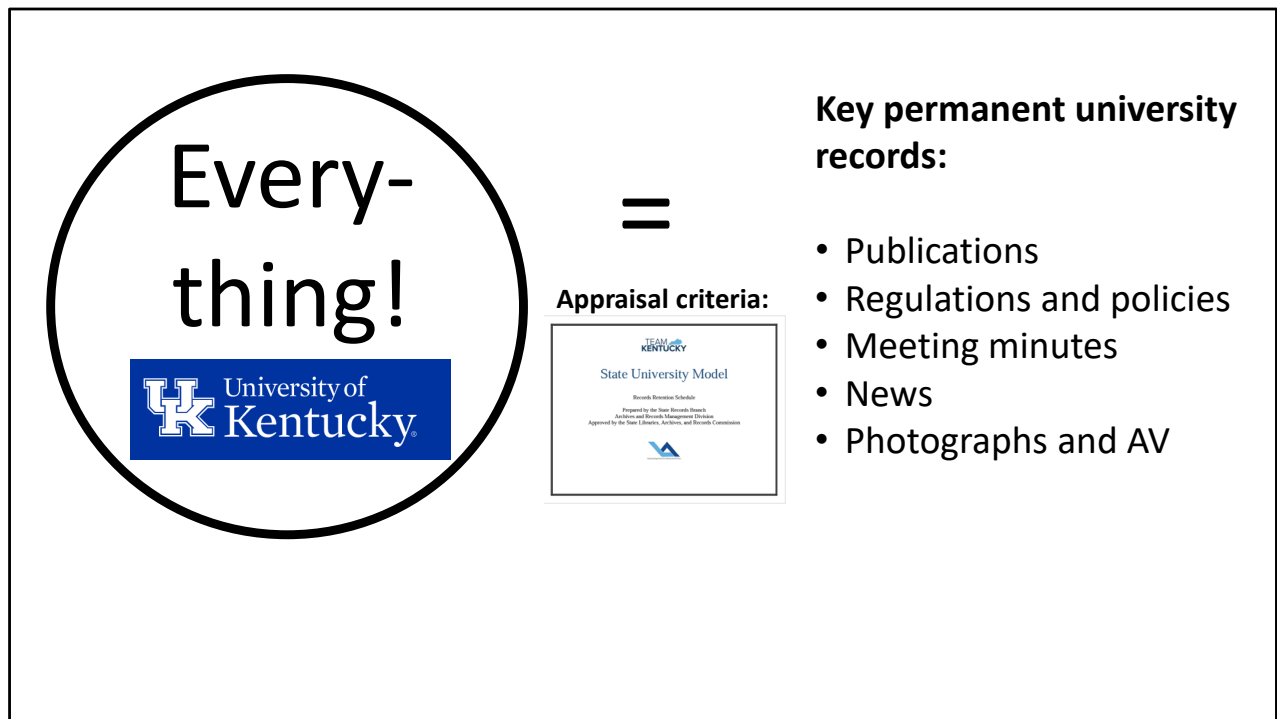 Every-
thing!
University of
Kentucky
=
Appraisal criteria:
TEAM
KENTUCKY
State University Model
Records Retention Schedule
Prepared by the State Records Branch
Archives and Records Management Division
Approved by the State Libraries, Archives, and Records Commission
Key permanent university
records:
• Publications
• Regulations and policies
• Meeting minutes
• News
• Photographs and AV